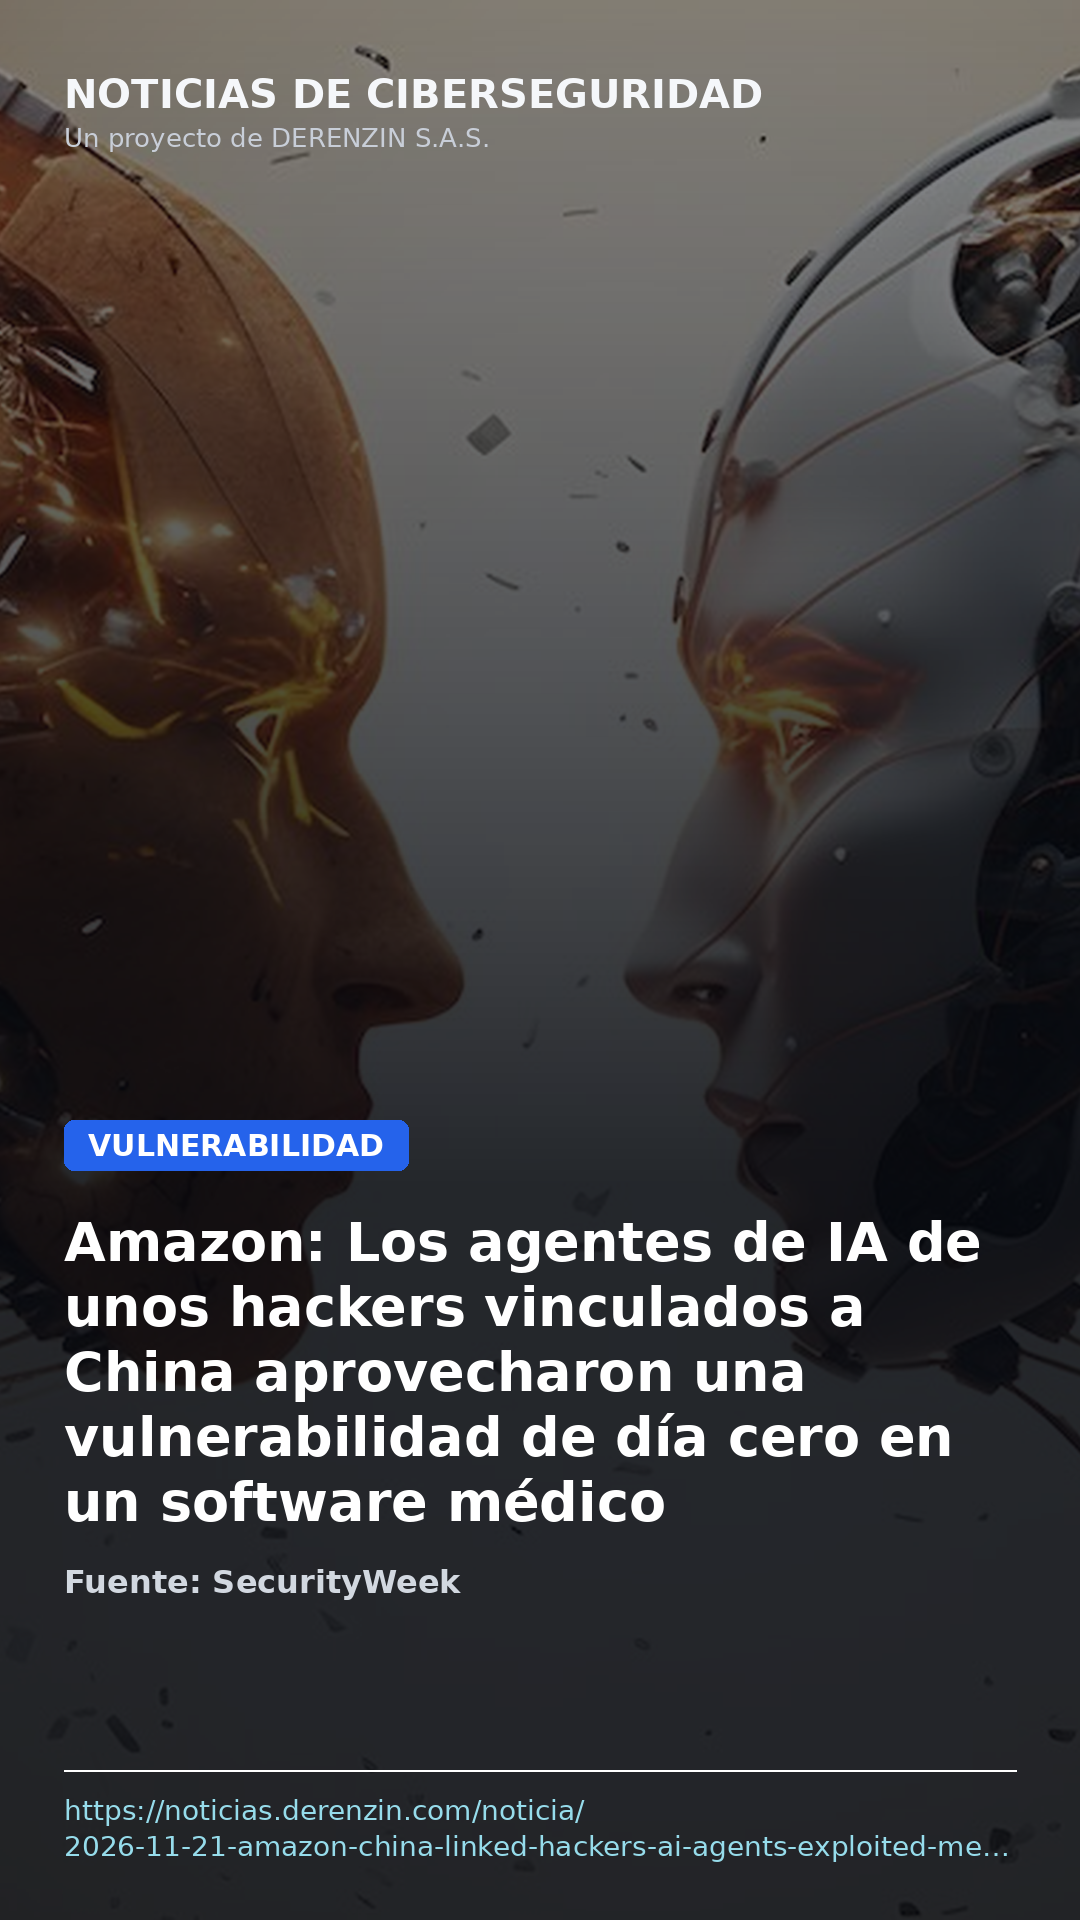 NOTICIAS DE CIBERSEGURIDAD
Un proyecto de DERENZIN S.A.S.
VULNERABILIDAD
Amazon: Los agentes de IA de
unos hackers vinculados a
China aprovecharon una
vulnerabilidad de día cero en
un software médico
Fuente: SecurityWeek
https://noticias.derenzin.com/noticia/
2026-11-21-amazon-china-linked-hackers-ai-agents-exploited-me...